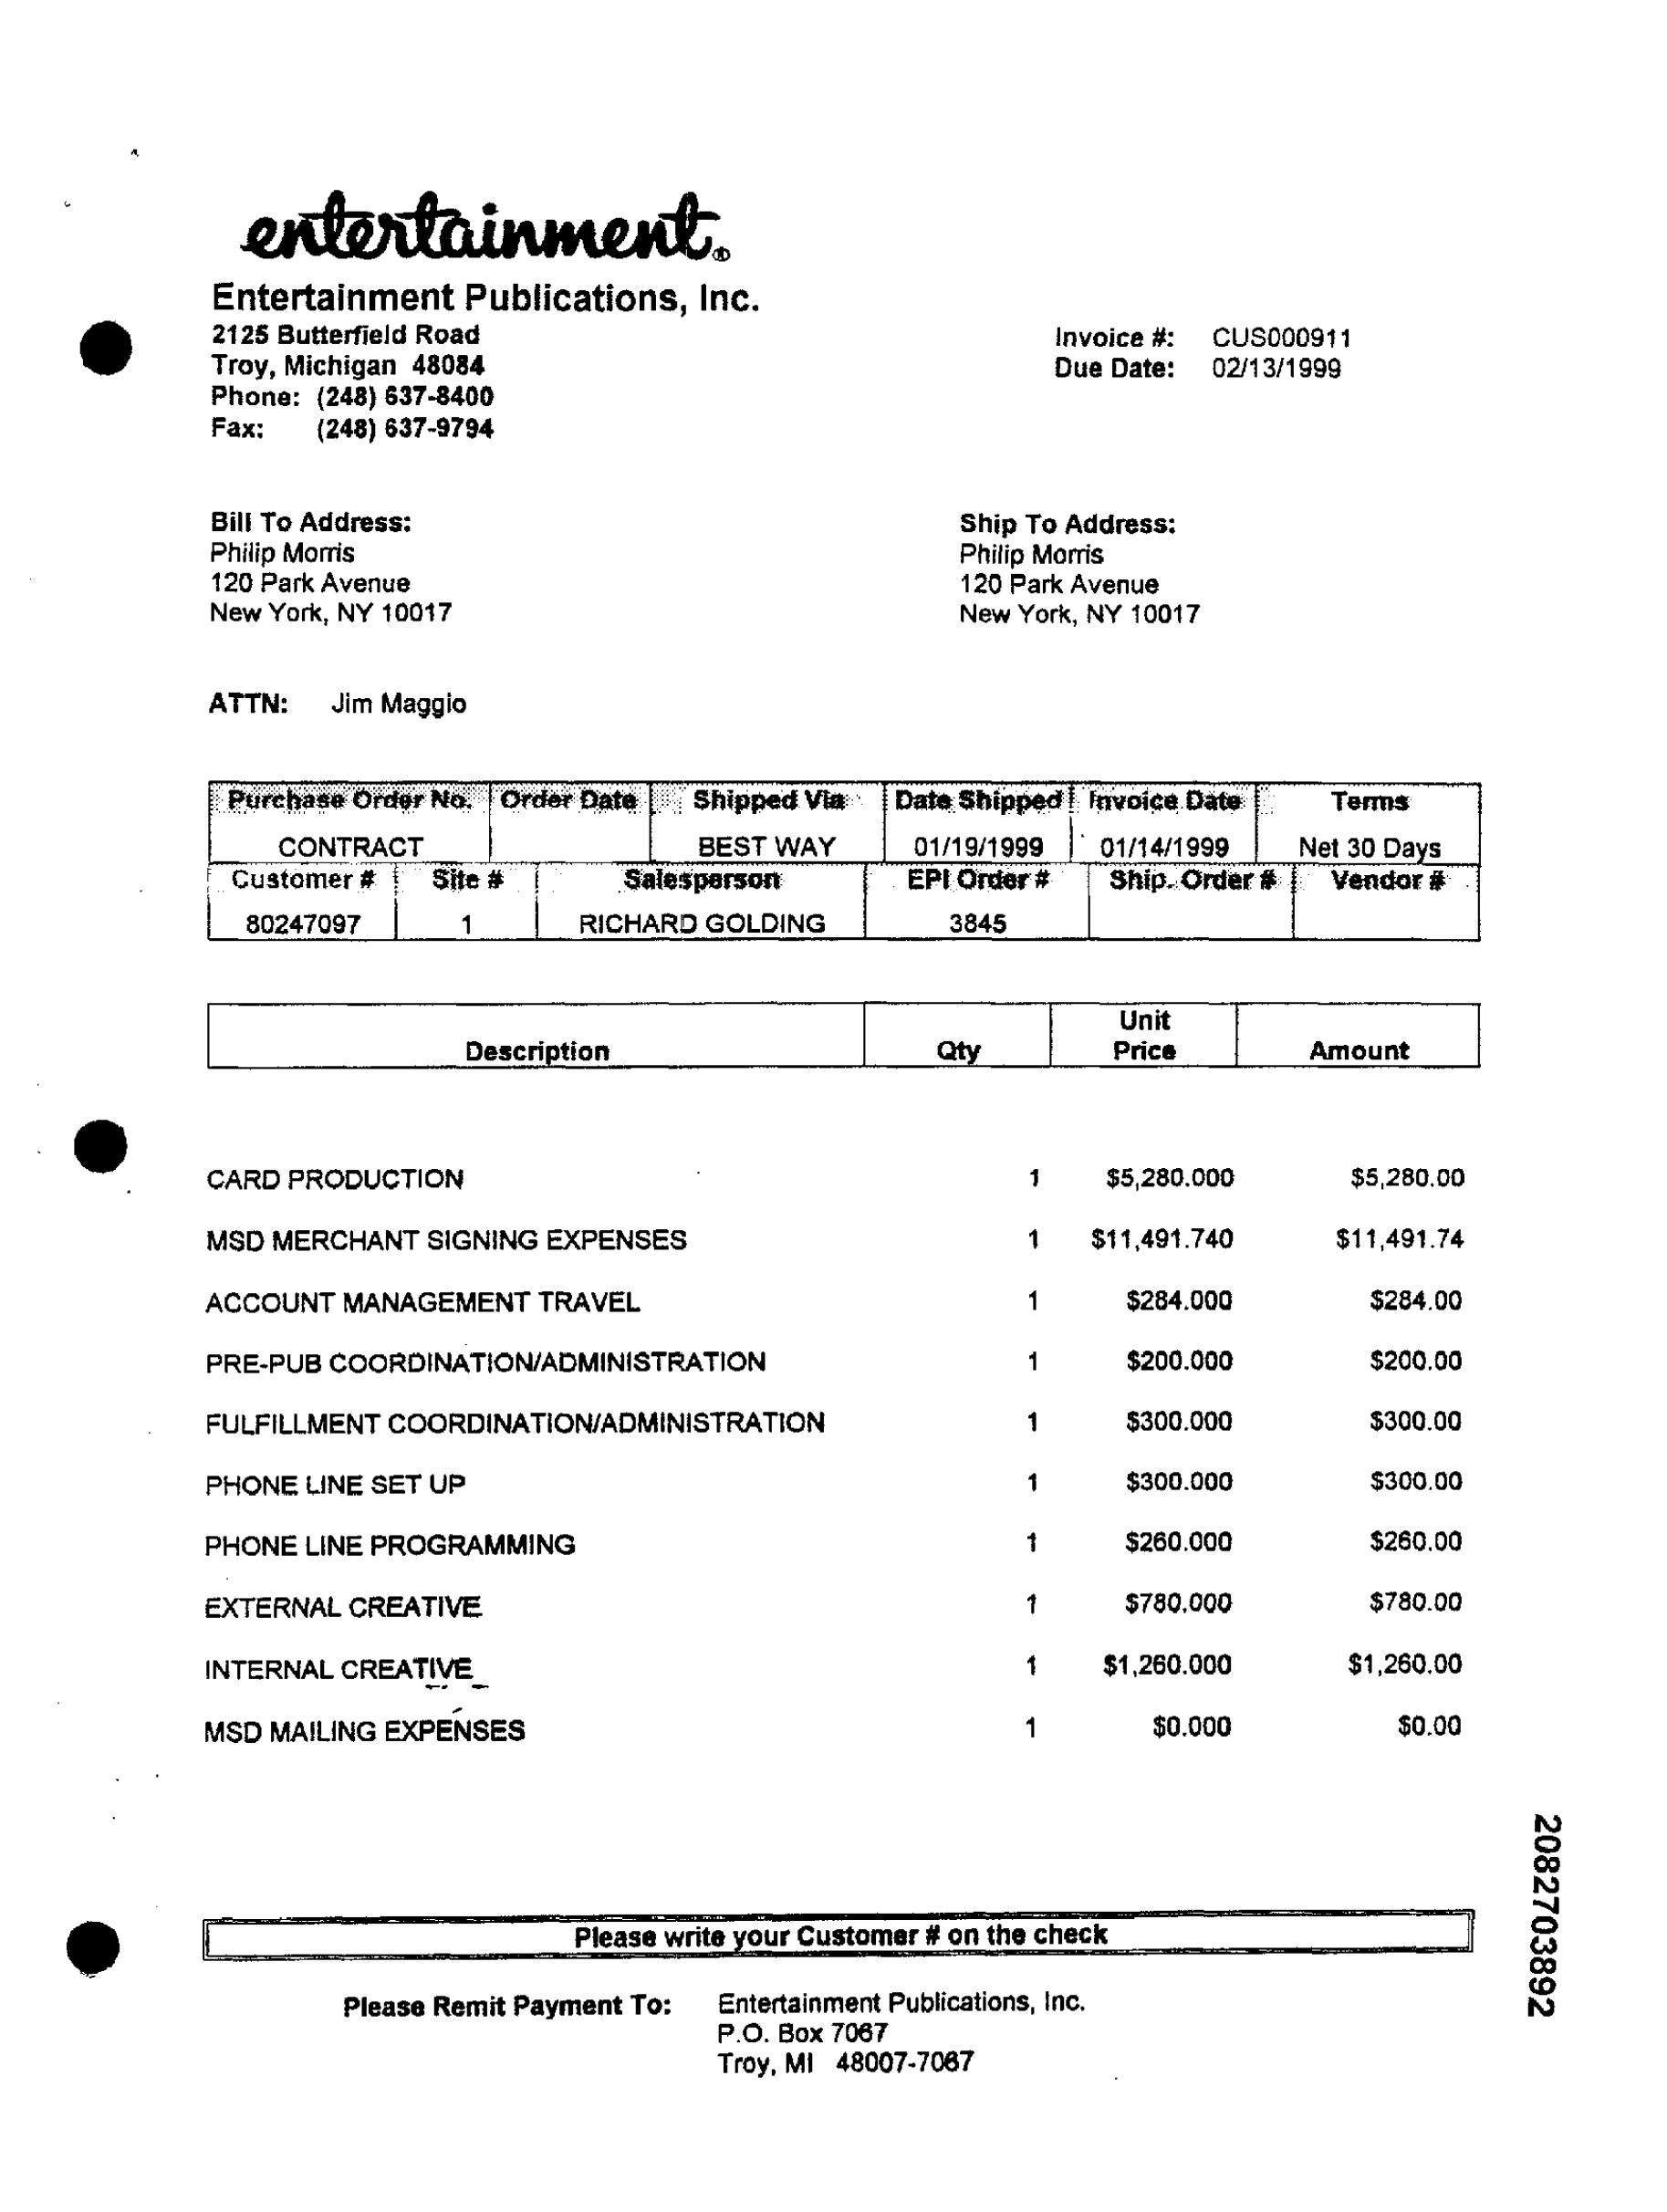 entertainment®
Entertainment Publications, Inc.
2125 Butterfield Road
Troy, Michigan 48084
Phone: (248) 637-8400
Fax: (248) 637-9794
Invoice #: CUS000911
Due Date: 02/13/1999
Bill To Address:
Philip Morris
120 Park Avenue
New York, NY 10017
Ship To Address:
Philip Morris
120 Park Avenue
New York, NY 10017
ATTN: Jim Maggio
Purchase Order No. Order Date Shipped Via Date Shipped Invoice Date Terms
CONTRACT BEST WAY 01/19/1999 01/14/1999 Net 30 Days
Customer # Site # Salesperson EPI Order # Ship. Order # Vendor #
80247097 1 RICHARD GOLDING 3845
Unit
Description Qty Price Amount
CARD PRODUCTION 1 $5,280.000 $5,280.00
MSD MERCHANT SIGNING EXPENSES 1 $11,491.740 $11,491.74
ACCOUNT MANAGEMENT TRAVEL 1 $284.000 $284.00
PRE-PUB COORDINATION/ADMINISTRATION 1 $200.000 $200.00
FULFILLMENT COORDINATION/ADMINISTRATION 1 $300.000 $300.00
PHONE LINE SET UP 1 $300.000 $300.00
PHONE LINE PROGRAMMING 1 $260.000 $260.00
EXTERNAL CREATIVE 1 $780.000 $780.00
INTERNAL CREATIVE 1 $1,260.000 $1,260.00
MSD MAILING EXPENSES 1 $0.000 $0.00
2082703892
Please write your Customer # on the check
Please Remit Payment To: Entertainment Publications, Inc.
P.O. Box 7067
Troy, MI 48007-7067